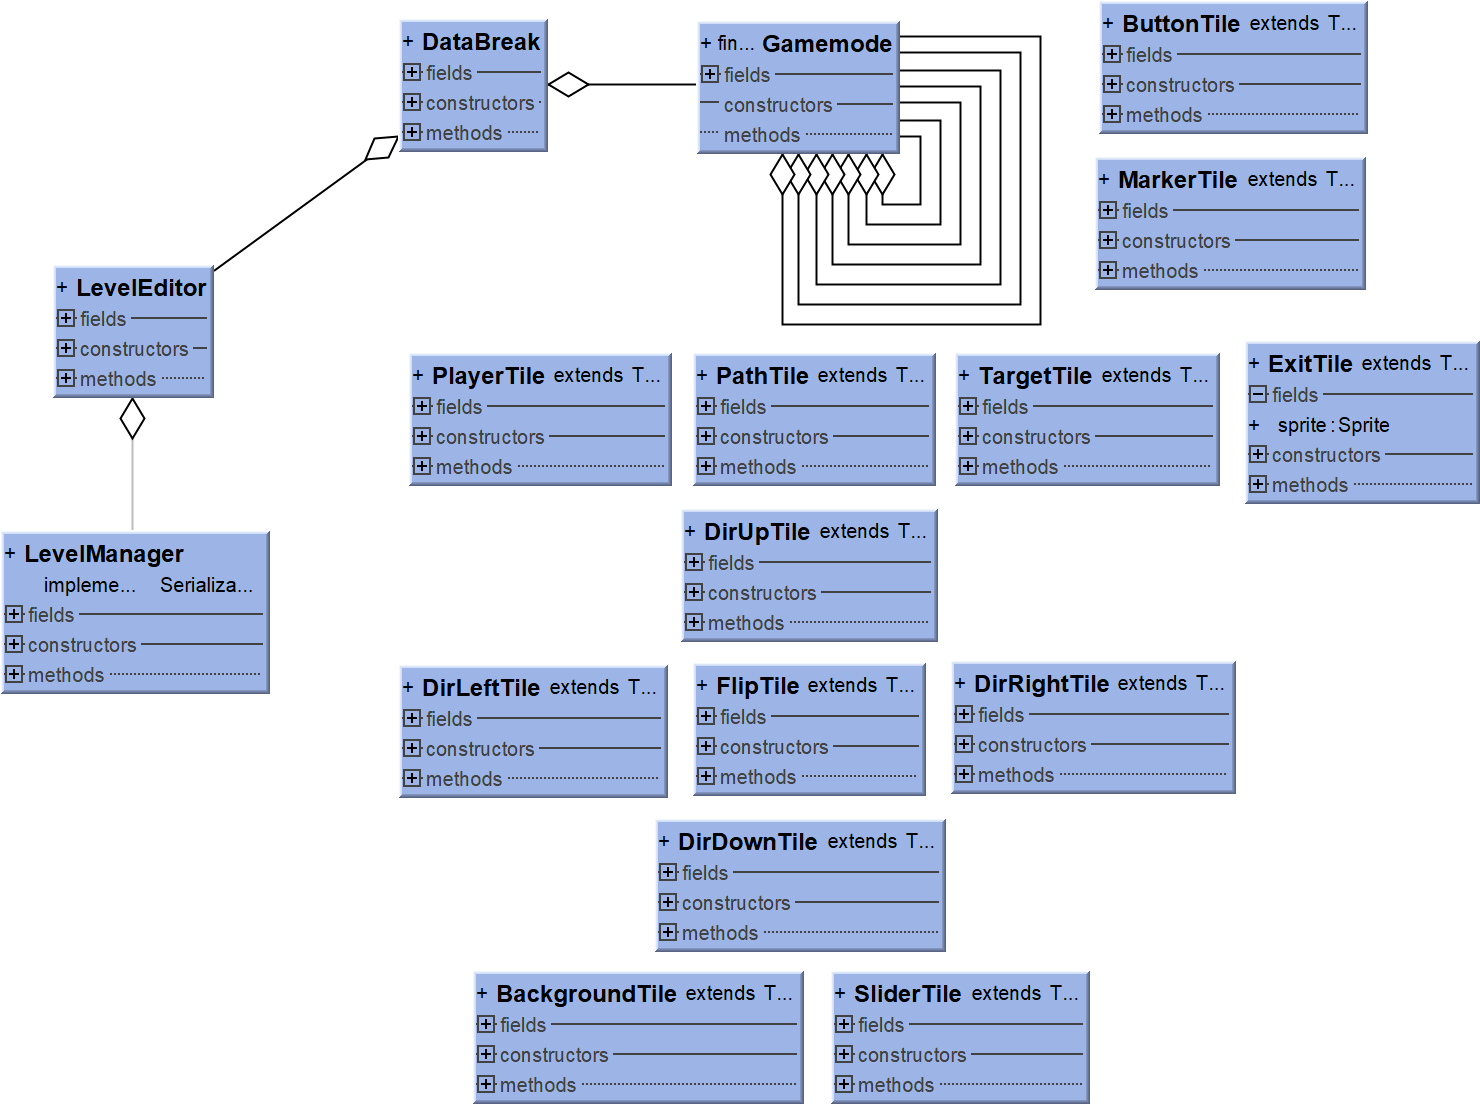 + DataBreak
fields
constructors
methods
+ fin... Gamemode
fields
constructors
methods
+ ButtonTile extends T...
fields
constructors
methods
+ MarkerTile extends T...
fields
constructors
methods
+ LevelEditor
fields
constructors
methods
+ PlayerTile extends T...
fields
constructors
methods
+ PathTile extends T...
fields
constructors
methods
+ TargetTile extends T...
fields
constructors
methods
+ ExitTile extends T...
fields
+ sprite : Sprite
constructors
methods
+ LevelManager
impleme... Serializa...
fields
constructors
methods
+ DirUpTile extends T...
fields
constructors
methods
+ DirLeftTile extends T...
fields
constructors
methods
+ FlipTile extends T...
fields
constructors
methods
+ DirRightTile extends T...
fields
constructors
methods
+ DirDownTile extends T...
fields
constructors
methods
+ BackgroundTile extends T...
fields
constructors
methods
+ SliderTile extends T...
fields
constructors
methods